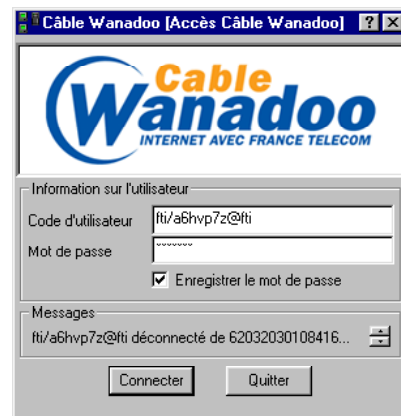 Câble Wanadoo [Accès Câble Wanadoo]
Cable
Wanadoo
INTERNET AVEC FRANCE TELECOM
Information sur l'utilisateur
Code d'utilisateur fti/a6hvp7z@fti
Mot de passe *******
Enregistrer le mot de passe
Messages
fti/a6hvp7z@fti déconnecté de 62032030108416...
Connecter Quitter